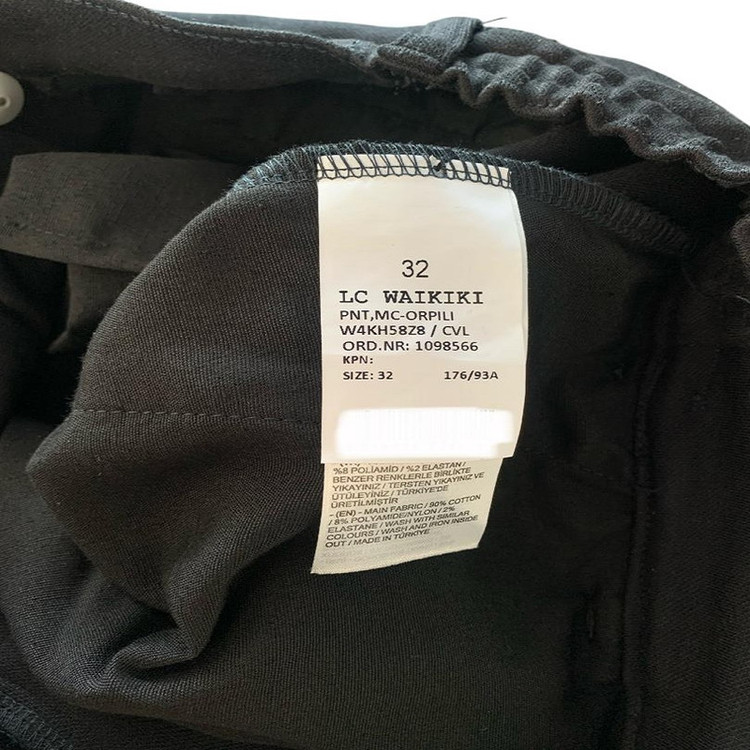 32
LC WAIKIKI
PNT,MC-ORPILI
W4KH58Z8 / CVL
ORD.NR: 1098566
KPN:
SIZE: 32 176/93A
%8 POLİAMİD / %2 ELASTAN /
BENZER RENKLERLE BİRLİKTE
YIKAYINIZ / TERSTEN YIKAYINIZ VE
ÜTÜLEYİNİZ / TÜRKİYE'DE
ÜRETİLMİŞTİR
- (EN) - MAIN FABRIC / 90% COTTON
/ 8% POLYAMIDE/NYLON / 2%
ELASTANE / WASH WITH SIMILAR
COLOURS / WASH AND IRON INSIDE
OUT / MADE IN TÜRKİYE